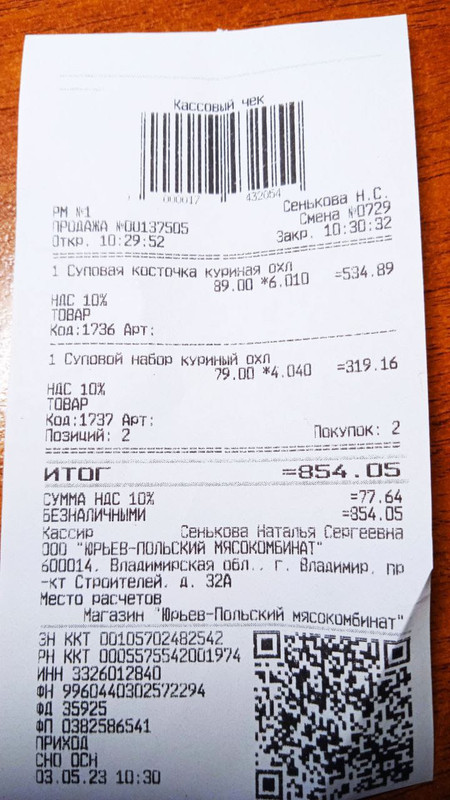 Кассовый чек
000017 432054
РМ №1 Сенькова Н.С.
ПРОДАЖА №00137505 Смена №0729
Откр. 10:29:52 Закр. 10:30:32
1 Суповая косточка куриная охл
89.00 *6.010 =534.89
НДС 10%
ТОВАР
Код:1736 Арт:
1 Суповой набор куриный охл
79.00 *4.040 =319.16
НДС 10%
ТОВАР
Код:1737 Арт:
Позиций: 2 Покупок: 2
ИТОГ =854.05
СУММА НДС 10% =77.64
БЕЗНАЛИЧНЫМИ =854.05
Кассир Сенькова Наталья Сергеевна
ООО "ЮРЬЕВ-ПОЛЬСКИЙ МЯСОКОМБИНАТ"
600014, Владимирская обл., г. Владимир, пр
-кт Строителей, д. 32А
Место расчетов
Магазин "Юрьев-Польский мясокомбинат"
ЗН ККТ 00105702482542
РН ККТ 0005575542001974
ИНН 3326012840
ФН 9960440302572294
ФД 35925
ФП 0382586541
ПРИХОД
СНО ОСН
03.05.23 10:30